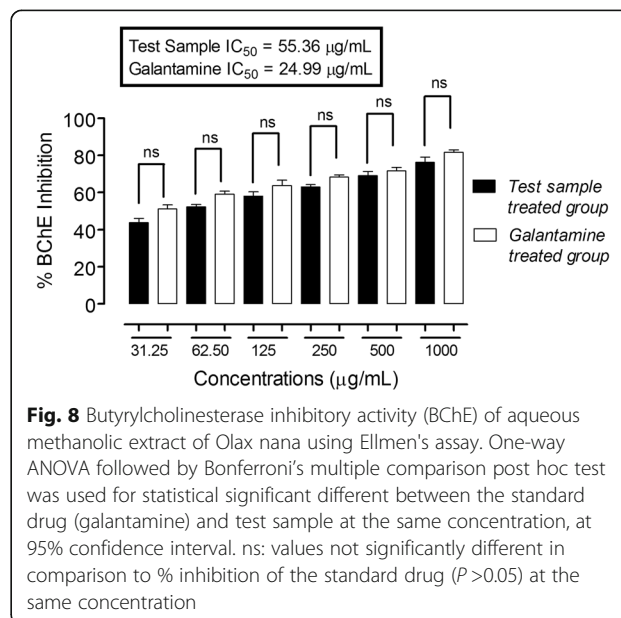 Test Sample IC50 = 55.36 μg/mL
Galantamine IC50 = 24.99 μg/mL
ns ns ns ns ns ns
100
80
60
40
20
0
% BChE Inhibition
Test sample
treated group
Galantamine
treated group
31.25 62.50 125 250 500 1000
Concentrations (μg/mL)
Fig. 8 Butyrylcholinesterase inhibitory activity (BChE) of aqueous
methanolic extract of Olax nana using Ellmen's assay. One-way
ANOVA followed by Bonferroni's multiple comparison post hoc test
was used for statistical significant different between the standard
drug (galantamine) and test sample at the same concentration, at
95% confidence interval. ns: values not significantly different in
comparison to % inhibition of the standard drug (P >0.05) at the
same concentration